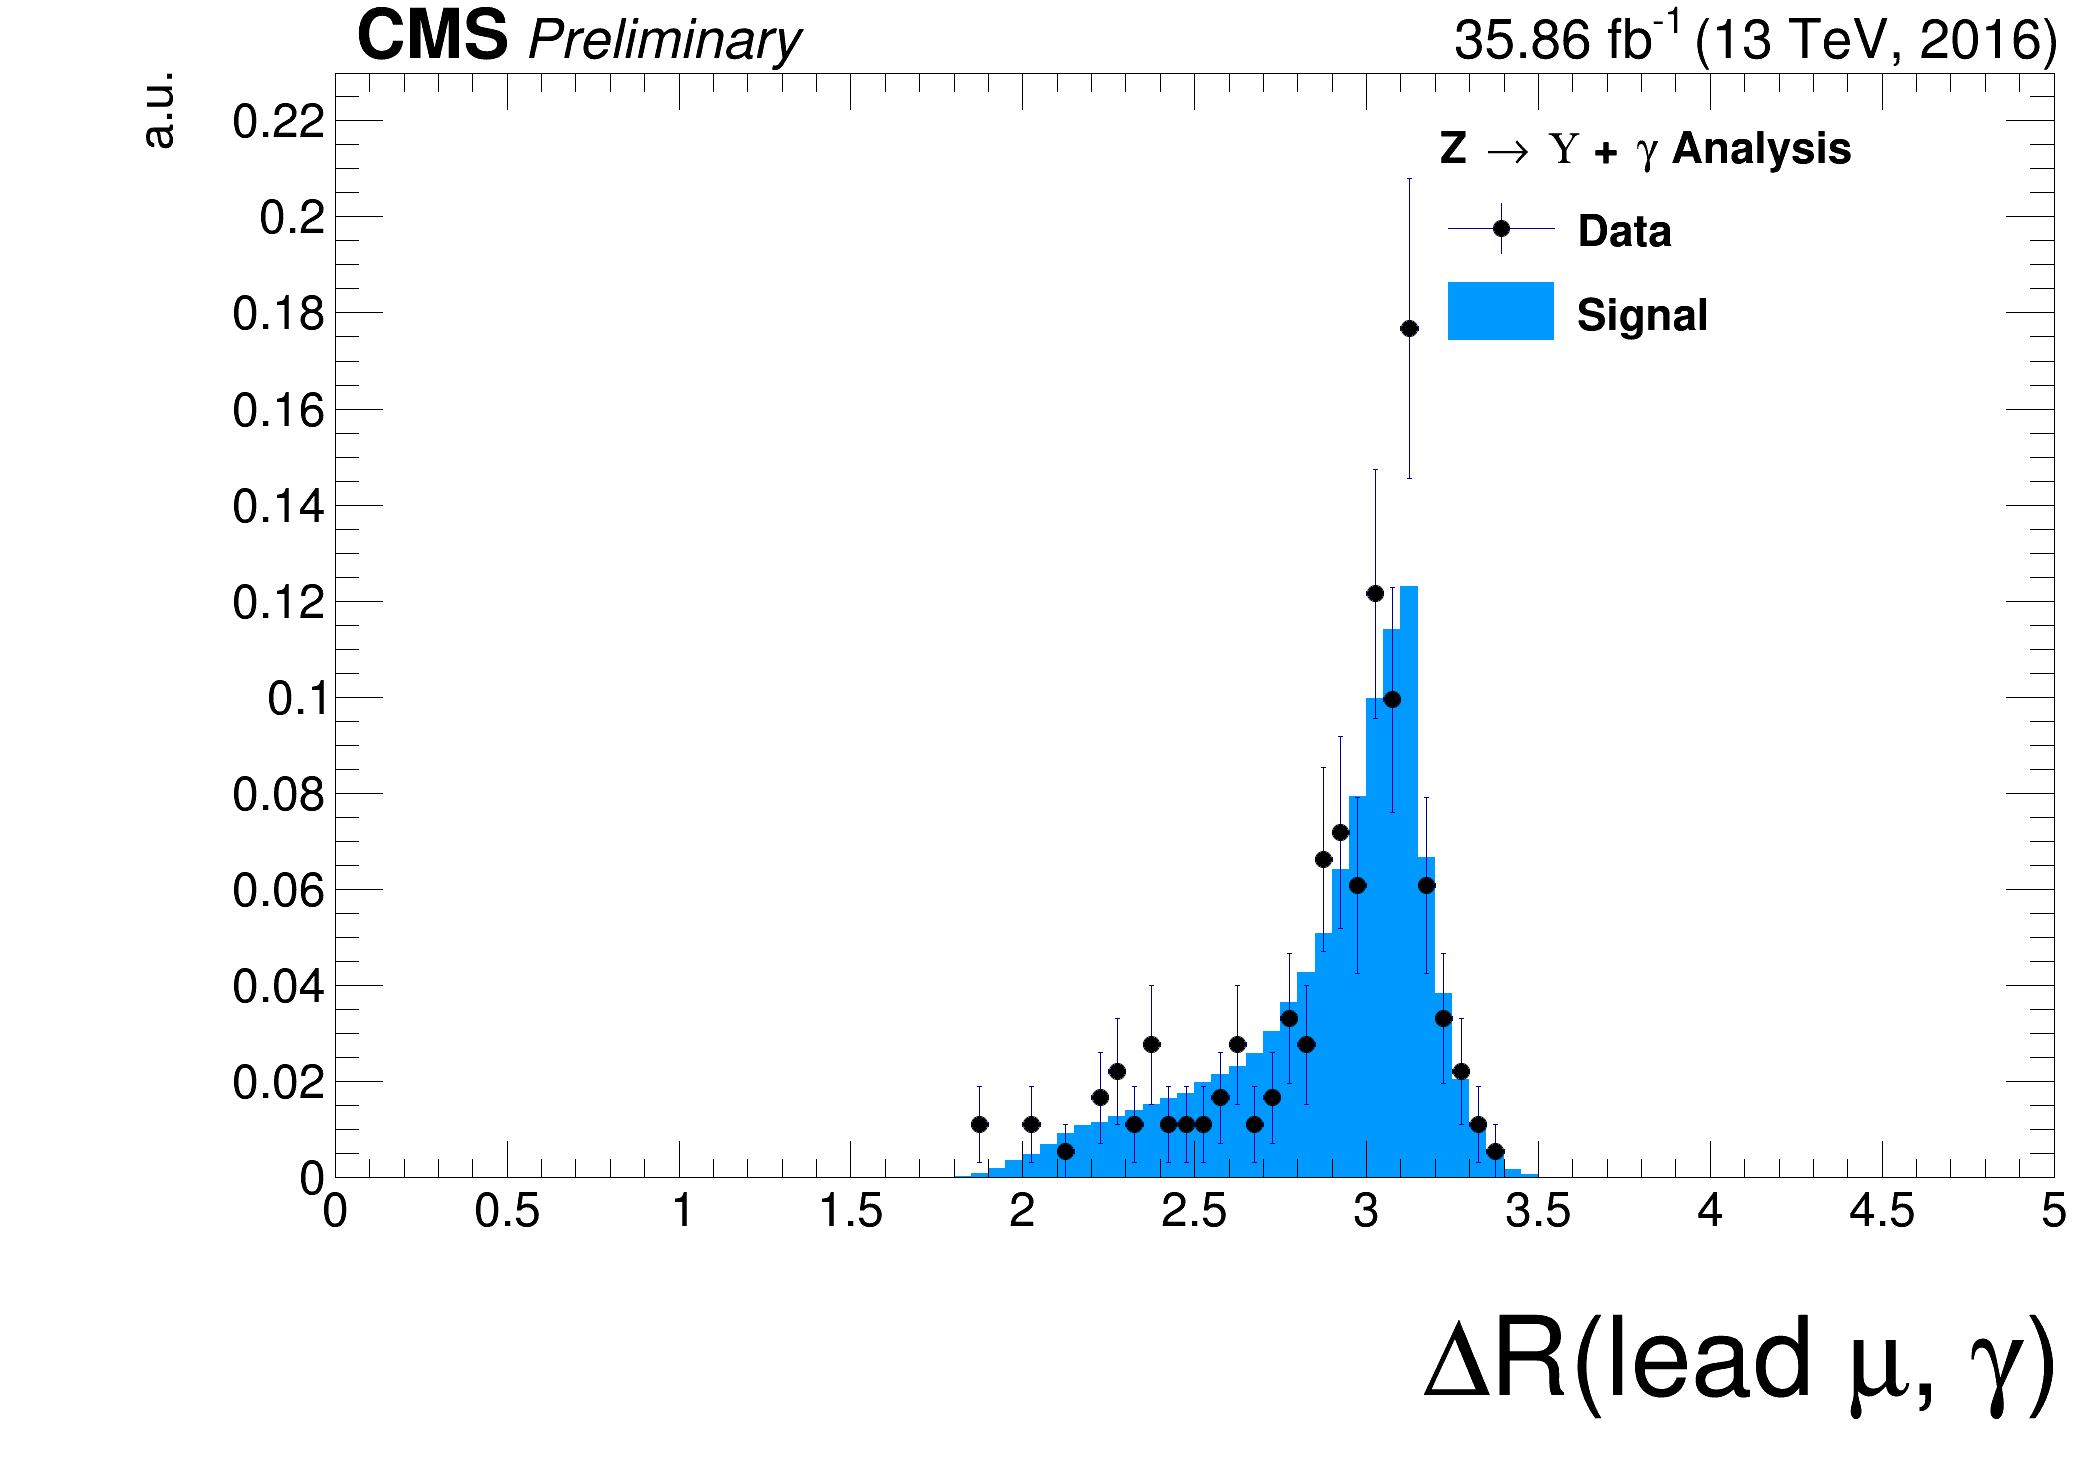 CMS Preliminary 35.86 fb⁻¹ (13 TeV, 2016)
a.u.
Z → Υ + γ Analysis
Data
Signal
0.22
0.2
0.18
0.16
0.14
0.12
0.1
0.08
0.06
0.04
0.02
0
0 0.5 1 1.5 2 2.5 3 3.5 4 4.5 5
ΔR(lead μ, γ)